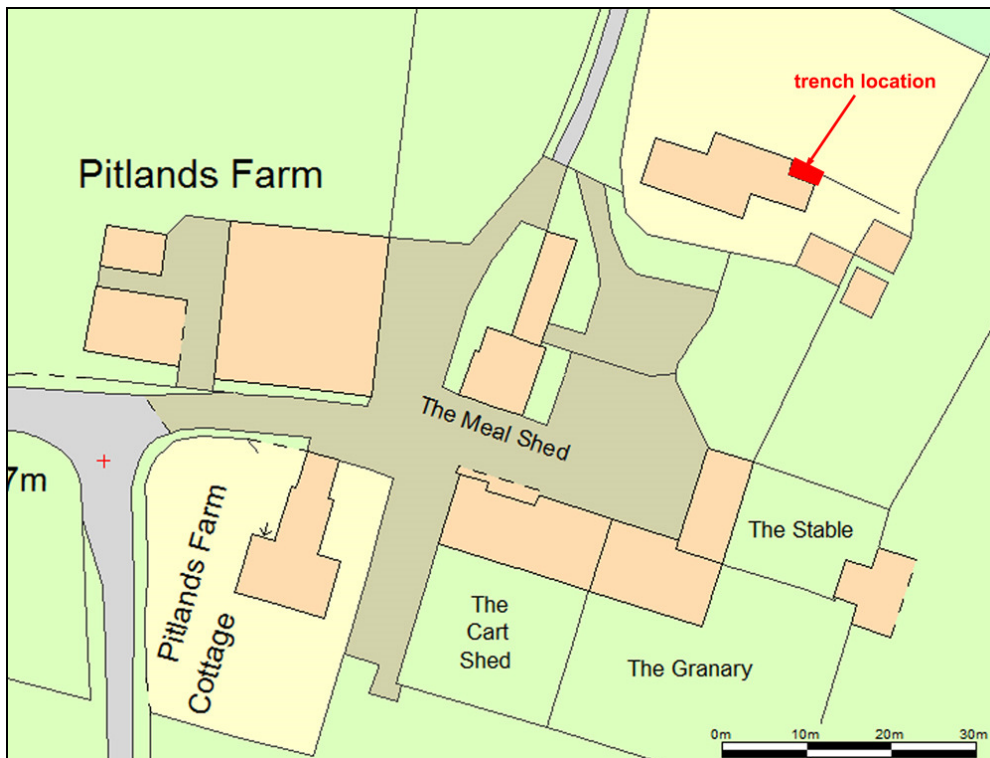 trench location
Pitlands Farm
The Meal Shed
7m
Pitlands Farm
Cottage
The Stable
The
Cart
Shed
The Granary
0m 10m 20m 30m